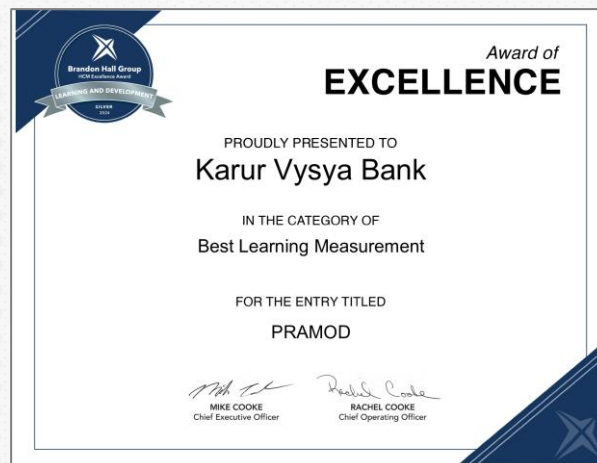 Brandon Hall Group
HCM Excellence Award
LEARNING AND DEVELOPMENT
SILVER
2024
Award of
EXCELLENCE
PROUDLY PRESENTED TO
Karur Vysya Bank
IN THE CATEGORY OF
Best Learning Measurement
FOR THE ENTRY TITLED
PRAMOD
MIKE COOKE
Chief Executive Officer
Rachel Cooke
RACHEL COOKE
Chief Operating Officer